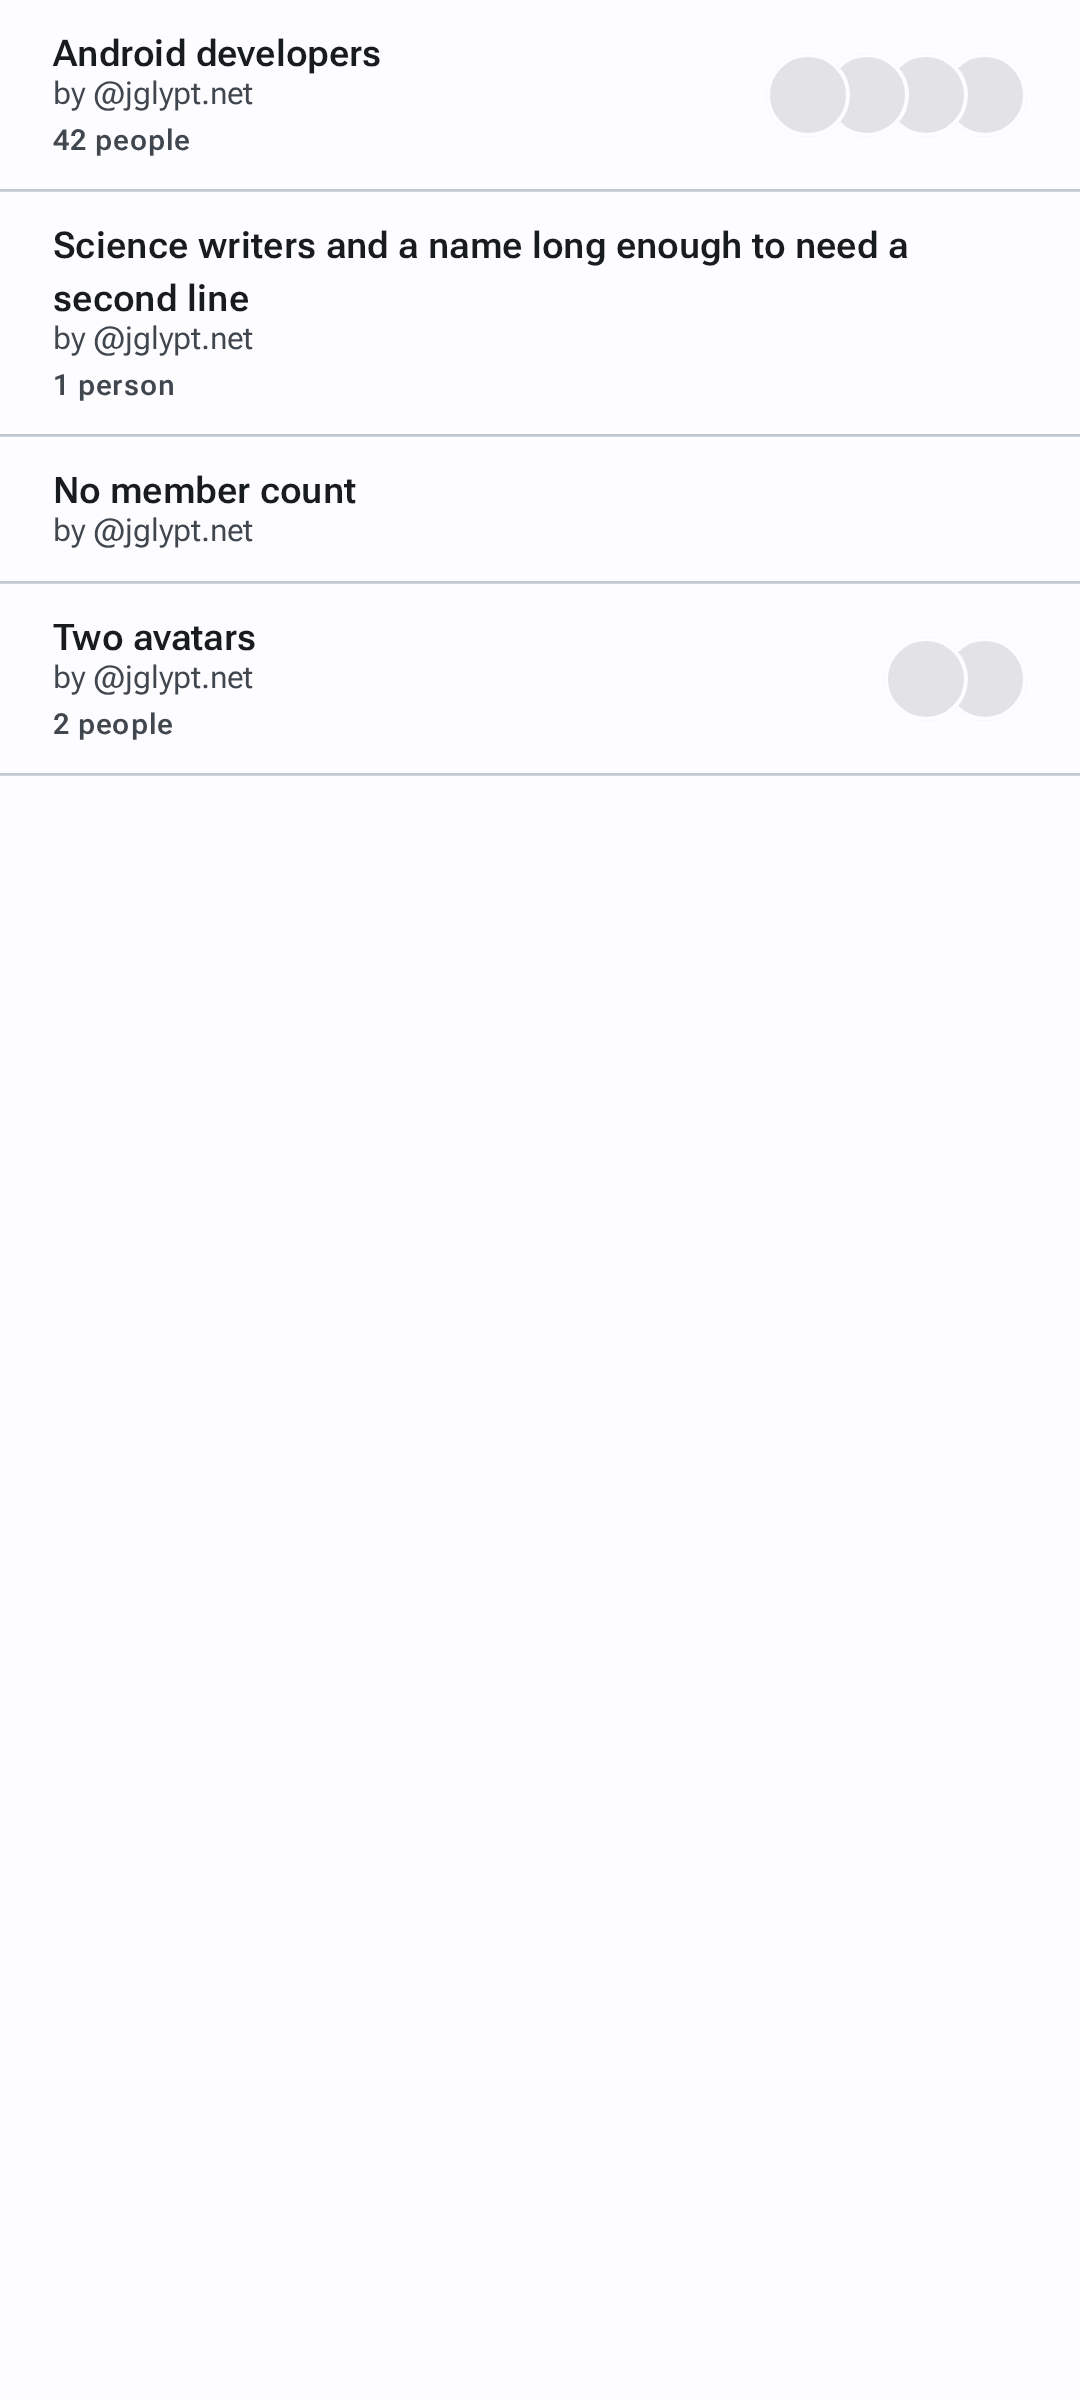 Android developers
by @jglypt.net
42 people
Science writers and a name long enough to need a
second line
by @jglypt.net
1 person
No member count
by @jglypt.net
Two avatars
by @jglypt.net
2 people